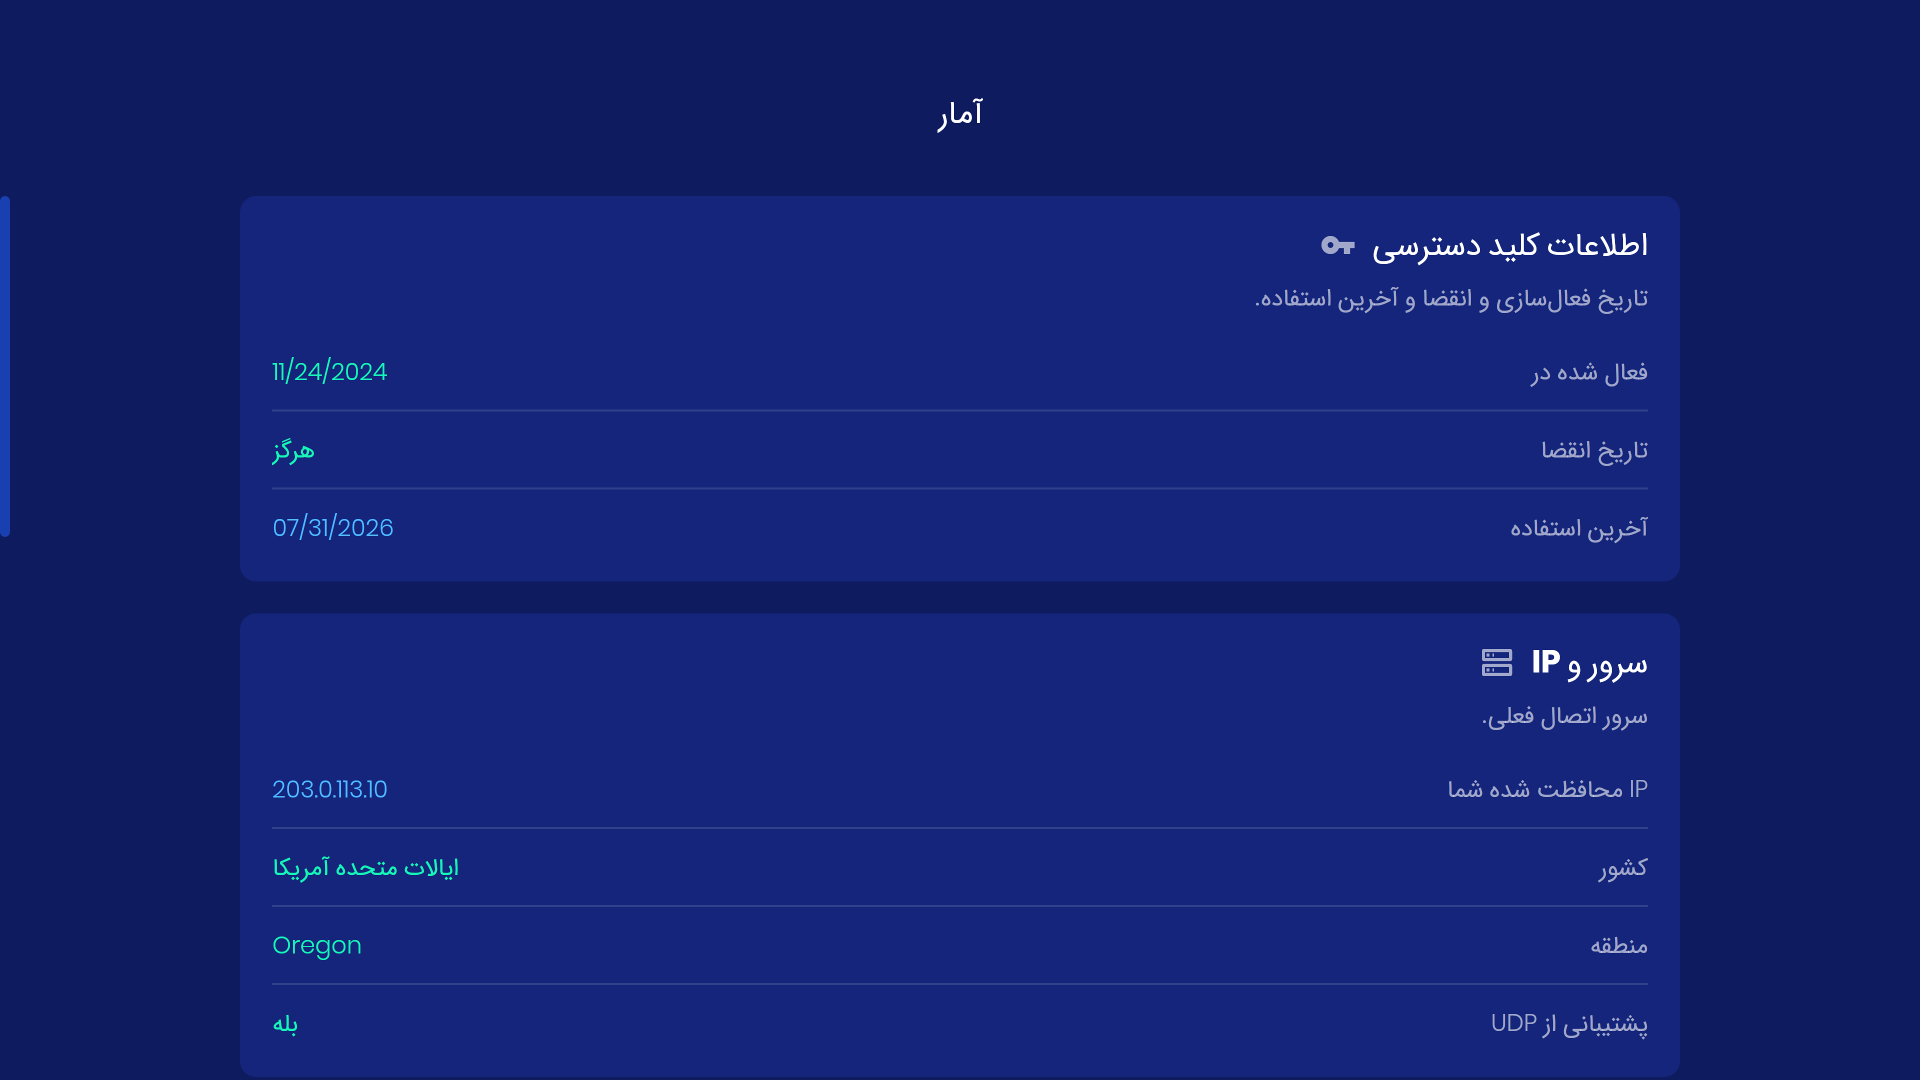 آمار
اطلاعات کلید دسترسی
تاریخ فعال‌سازی و انقضا و آخرین استفاده.
فعال شده در 11/24/2024
تاریخ انقضا هرگز
آخرین استفاده 07/31/2026
سرور و IP
سرور اتصال فعلی.
IP محافظت شده شما 203.0.113.10
کشور ایالات متحده آمریکا
منطقه Oregon
پشتیبانی از UDP بله